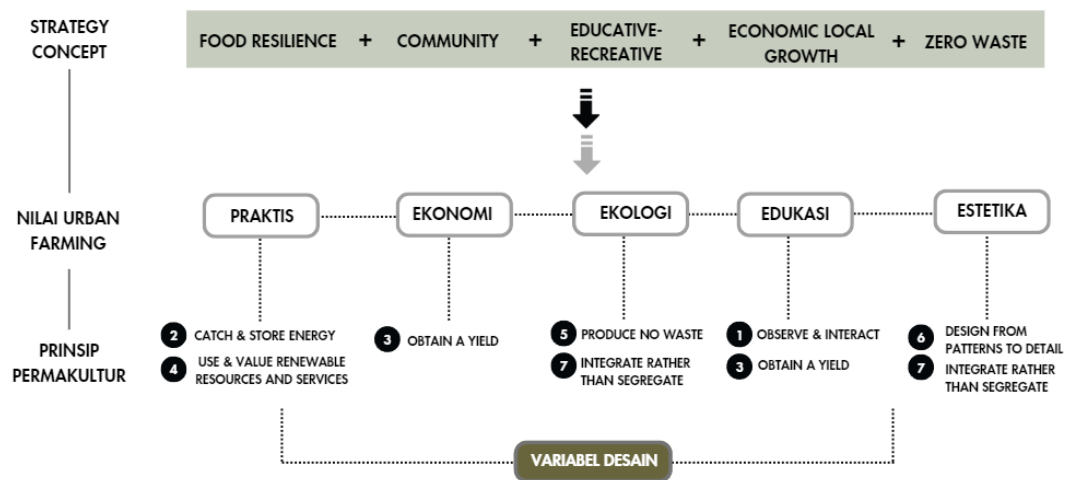 STRATEGY
CONCEPT
FOOD RESILIENCE + COMMUNITY + EDUCATIVE-
RECREATIVE + ECONOMIC LOCAL
GROWTH + ZERO WASTE
NILAI URBAN
FARMING
PRAKTIS
EKONOMI
EKOLOGI
EDUKASI
ESTETIKA
PRINSIP
PERMAKULTUR
2 CATCH & STORE ENERGY
4 USE & VALUE RENEWABLE
RESOURCES AND SERVICES
3 OBTAIN A YIELD
5 PRODUCE NO WASTE
7 INTEGRATE RATHER
THAN SEGREGATE
1 OBSERVE & INTERACT
3 OBTAIN A YIELD
6 DESIGN FROM
PATTERNS TO DETAIL
7 INTEGRATE RATHER
THAN SEGREGATE
VARIABEL DESAIN